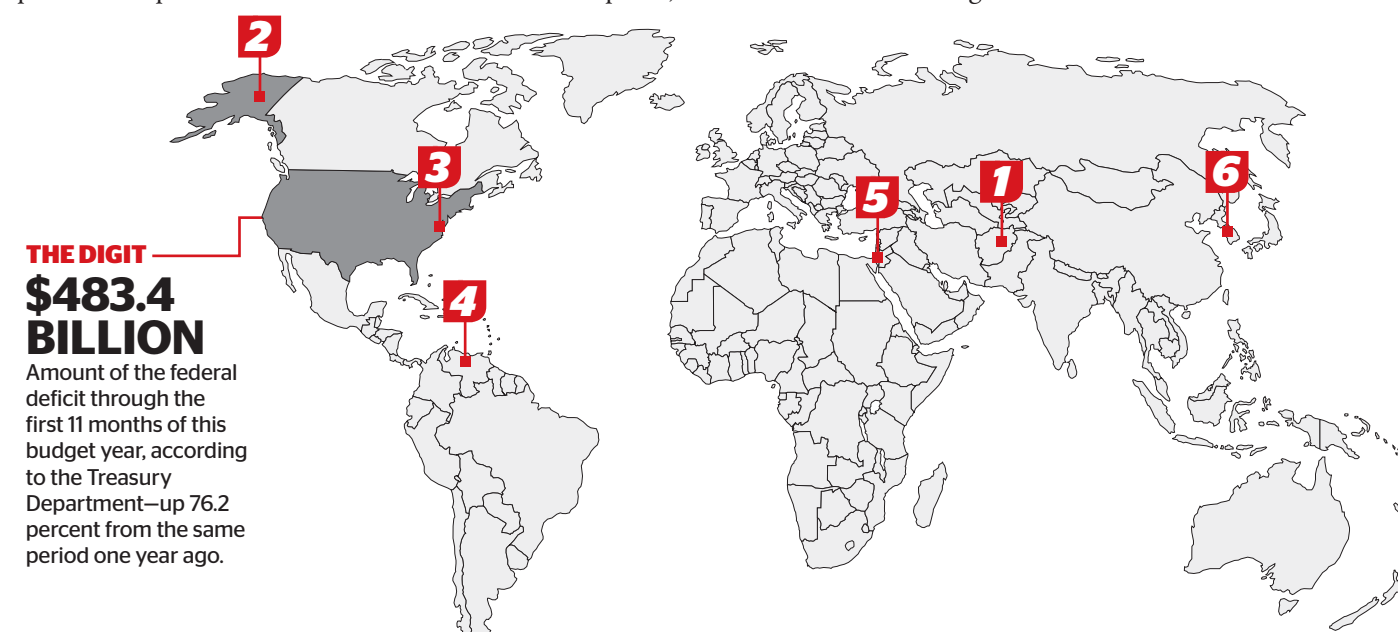 2
3
5
1
6
4
THE DIGIT
$483.4
BILLION
Amount of the federal
deficit through the
first 11 months of this
budget year, according
to the Treasury
Department—up 76.2
percent from the same
period one year ago.